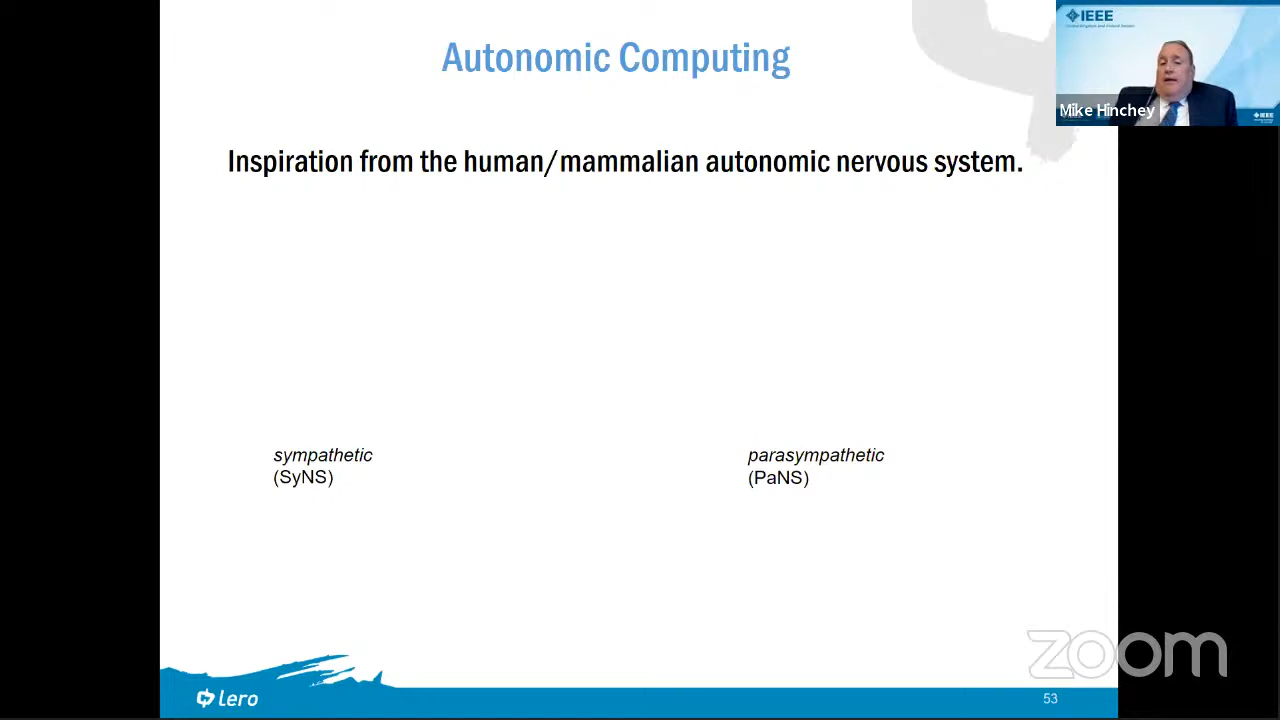 Autonomic Computing
IEEE
Mike Hinchey
IEEE
Inspiration from the human/mammalian autonomic nervous system.
sympathetic
(SyNS)
parasympathetic
(PaNS)
zoom
lero
53